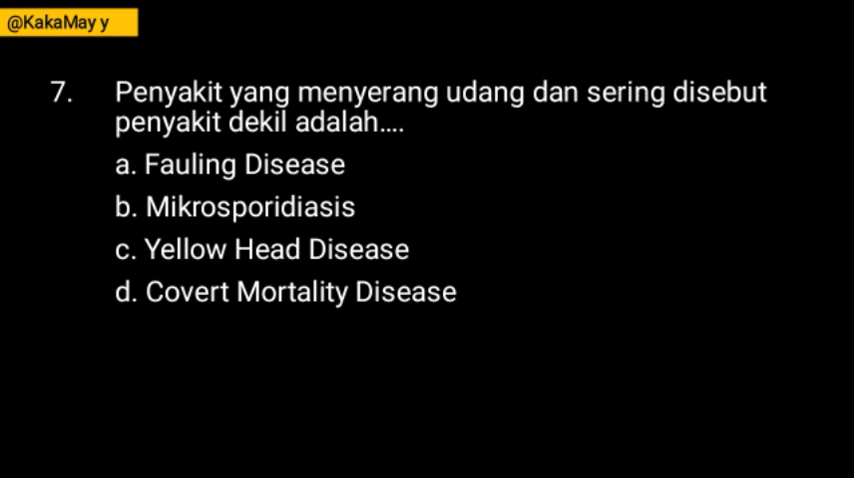 @KakaMay y
7. Penyakit yang menyerang udang dan sering disebut
penyakit dekil adalah....
a. Fauling Disease
b. Mikrosporidiasis
c. Yellow Head Disease
d. Covert Mortality Disease